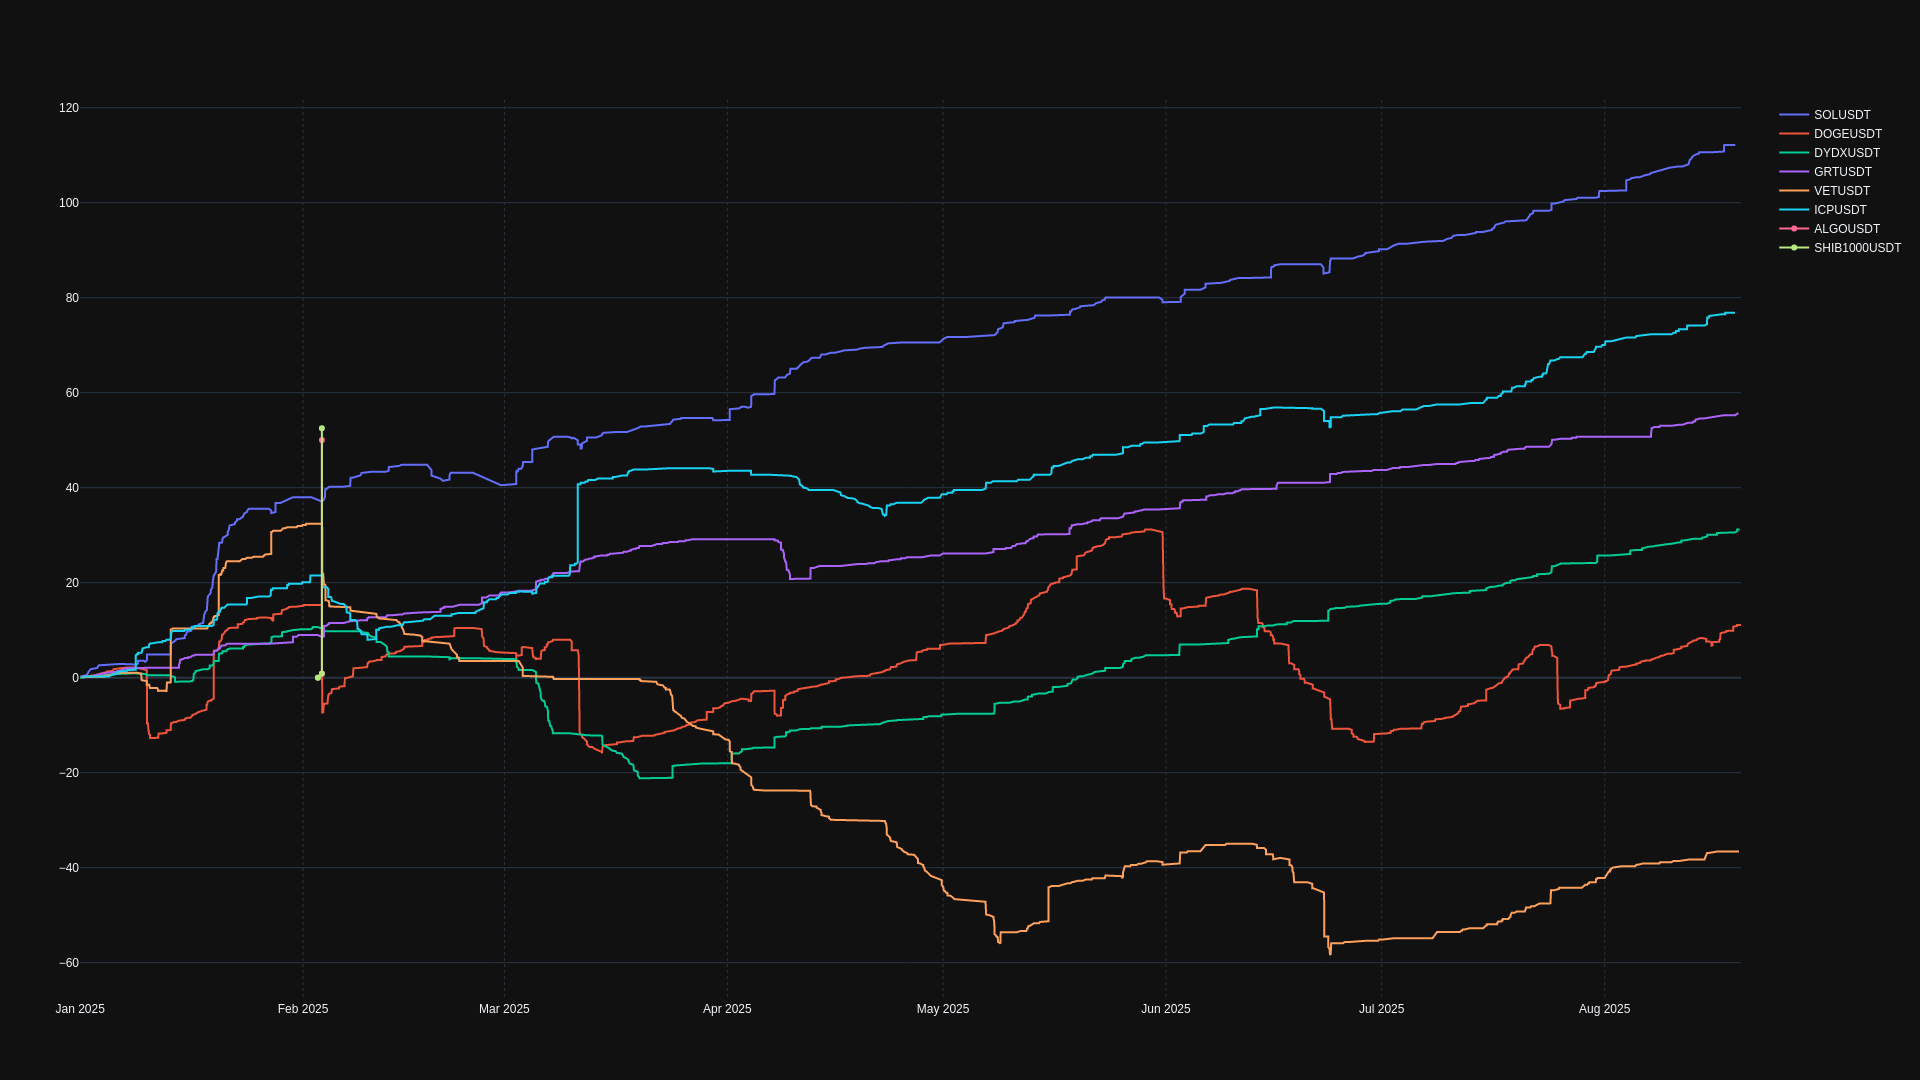 120
100
80
60
40
20
0
−20
−40
−60
Jan 2025
Feb 2025
Mar 2025
Apr 2025
May 2025
Jun 2025
Jul 2025
Aug 2025
SOLUSDT
DOGEUSDT
DYDXUSDT
GRTUSDT
VETUSDT
ICPUSDT
ALGOUSDT
SHIB1000USDT